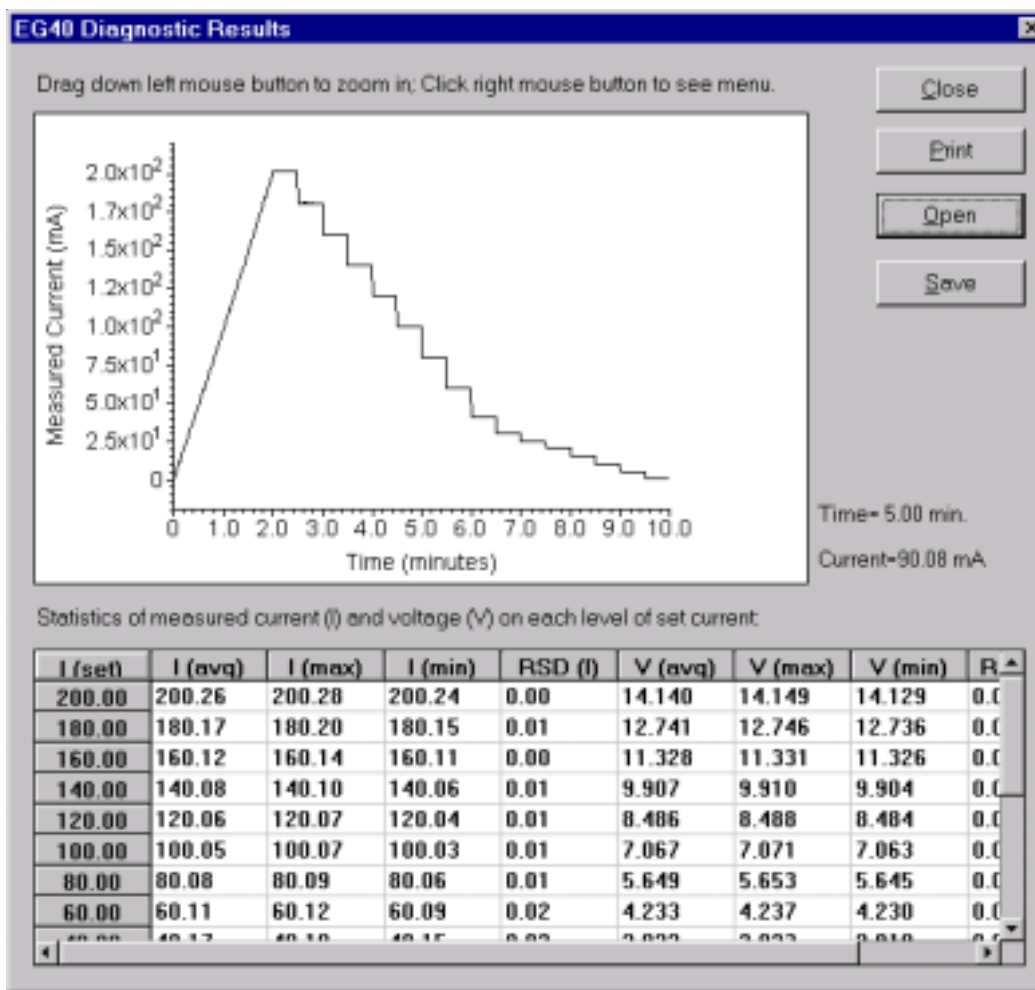 EG40 Diagnostic Results
Drag down left mouse button to zoom in; Click right mouse button to see menu.
Close
Print
Open
Save
Measured Current (mA)
2.0x10²
1.7x10²
1.5x10²
1.2x10²
1.0x10²
7.5x10¹
5.0x10¹
2.5x10¹
0
0 1.0 2.0 3.0 4.0 5.0 6.0 7.0 8.0 9.0 10.0
Time (minutes)
Time= 5.00 min.
Current=90.08 mA
Statistics of measured current (I) and voltage (V) on each level of set current:
I (set) I (avg) I (max) I (min) RSD (I) V (avg) V (max) V (min)
200.00 200.26 200.28 200.24 0.00 14.140 14.149 14.129
180.00 180.17 180.20 180.15 0.01 12.741 12.746 12.736
160.00 160.12 160.14 160.11 0.00 11.328 11.331 11.326
140.00 140.08 140.10 140.06 0.01 9.907 9.910 9.904
120.00 120.06 120.07 120.04 0.01 8.486 8.488 8.484
100.00 100.05 100.07 100.03 0.01 7.067 7.071 7.063
80.00 80.08 80.09 80.06 0.01 5.649 5.653 5.645
60.00 60.11 60.12 60.09 0.02 4.233 4.237 4.230